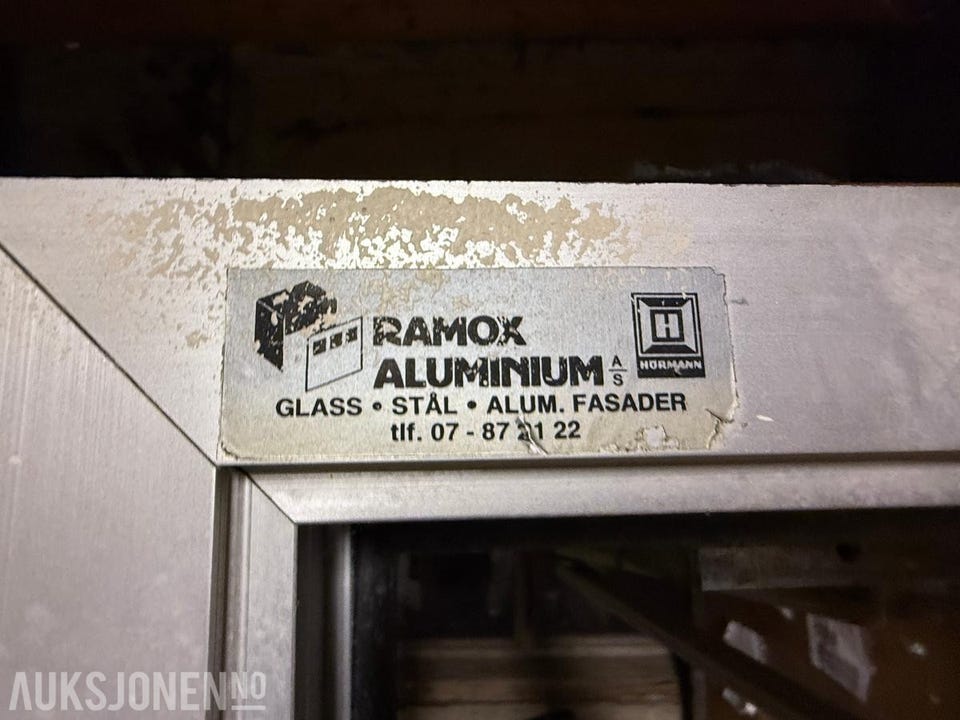 RAMOX
ALUMINIUM A/S
H
HÖRMANN
GLASS • STÅL • ALUM. FASADER
tlf. 07 - 87 21 22
AUKSJONEN NO